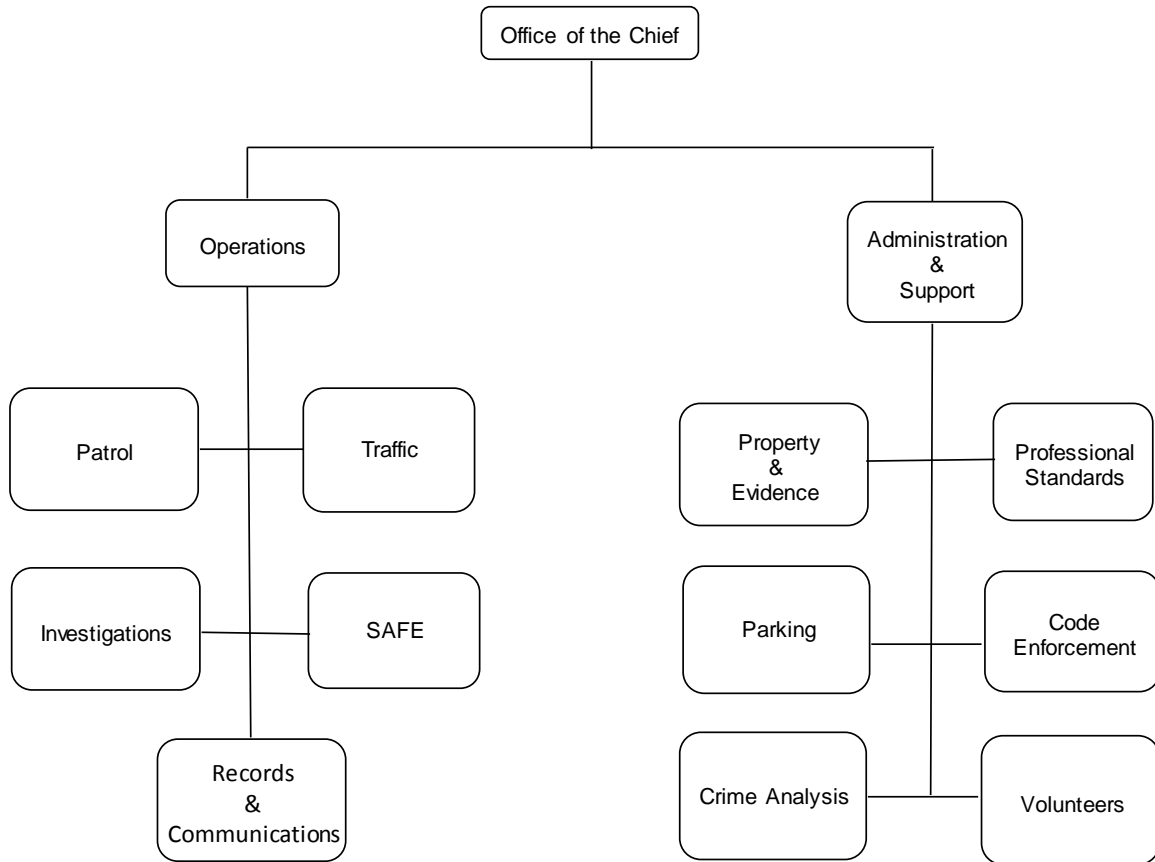 Office of the Chief
Operations
Administration
&
Support
Patrol
Traffic
Property
&
Evidence
Professional
Standards
Investigations
SAFE
Parking
Code
Enforcement
Records
&
Communications
Crime Analysis
Volunteers